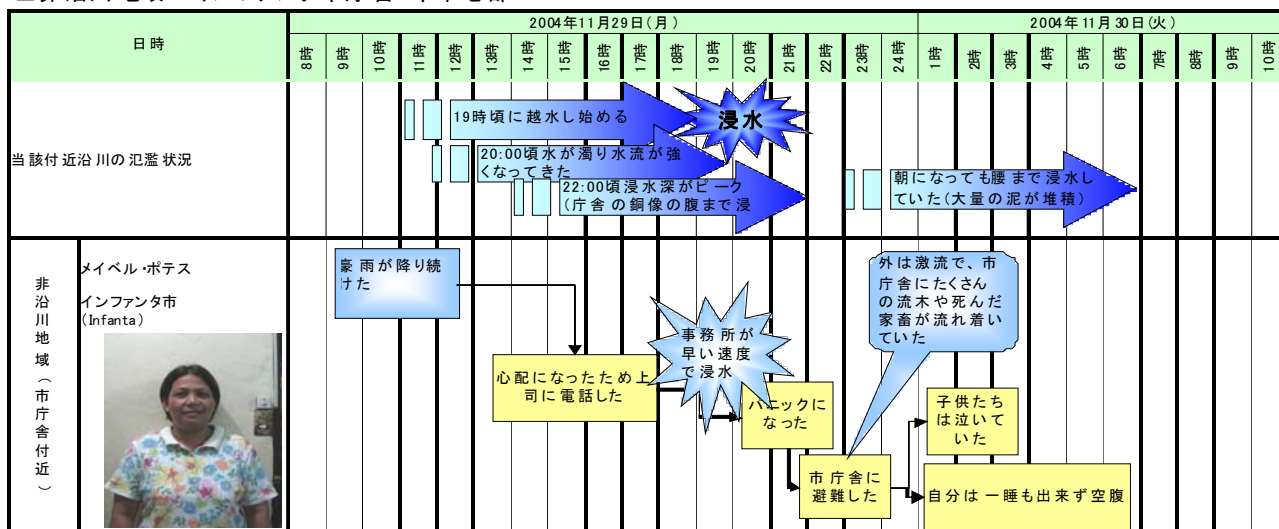 2004年11月29日(月)
2004年11月30日(火)
日時
8時
9時
10時
11時
12時
13時
14時
15時
16時
17時
18時
19時
20時
21時
22時
23時
24時
1時
2時
3時
4時
5時
6時
7時
8時
9時
10時
当該付近沿川の氾濫状況
19時頃に越水し始める
浸水
20:00頃水が濁り水流が強
くなってきた
22:00頃浸水深がピーク
(庁舎の銅像の腹まで浸
朝になっても腰まで浸水し
ていた(大量の泥が堆積)
非沿川地域(市庁舎付近)
メイベル・ポテス
インファンタ市
(Infanta)
豪雨が降り続
けた
心配になったため上
司に電話した
事務所が
早い速度
で浸水
パニックに
なった
市庁舎に
避難した
外は激流で、市
庁舎にたくさん
の流木や死んだ
家畜が流れ着い
ていた
子供たち
は泣いて
いた
自分は一睡も出来ず空腹